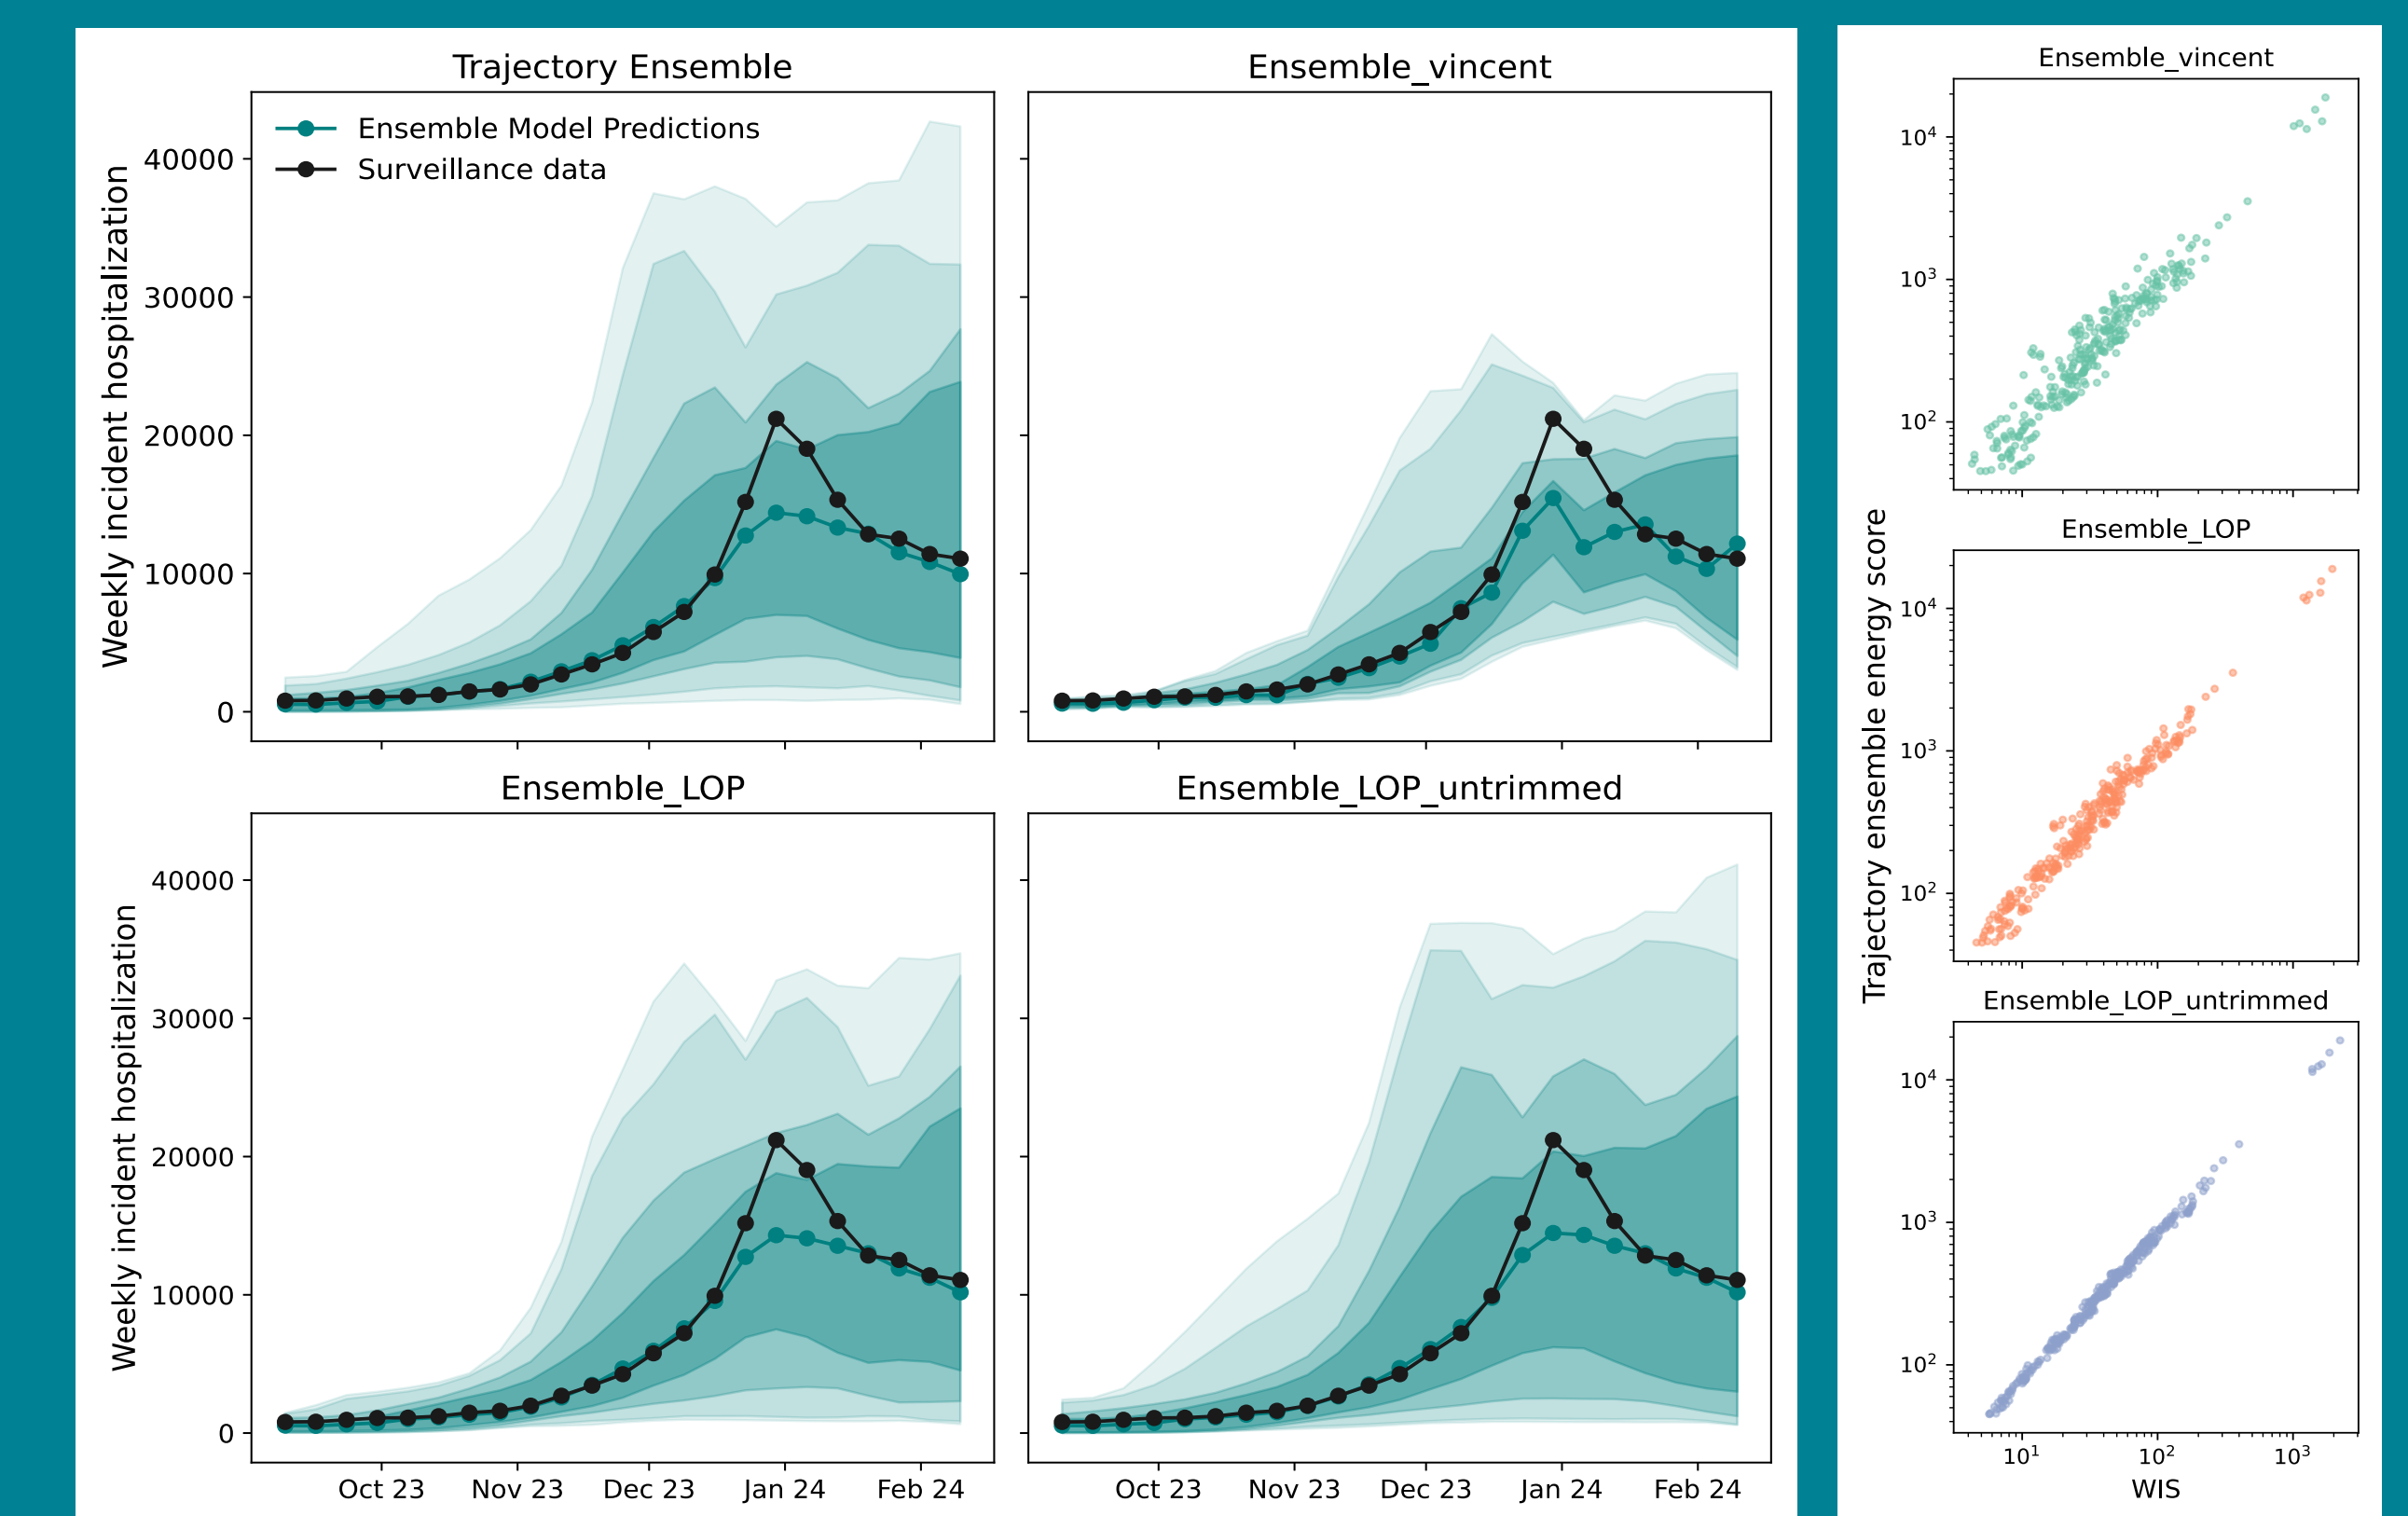 Trajectory Ensemble
Ensemble_vincent
Ensemble Model Predictions
Surveillance data
Weekly incident hospitalization
40000
30000
20000
10000
0
Ensemble_LOP
Ensemble_LOP_untrimmed
Weekly incident hospitalization
40000
30000
20000
10000
0
Oct 23 Nov 23 Dec 23 Jan 24 Feb 24
Oct 23 Nov 23 Dec 23 Jan 24 Feb 24
Trajectory ensemble energy score
Ensemble_vincent
10⁴
10³
10²
Ensemble_LOP
10⁴
10³
10²
Ensemble_LOP_untrimmed
10⁴
10³
10²
10¹ 10² 10³
WIS